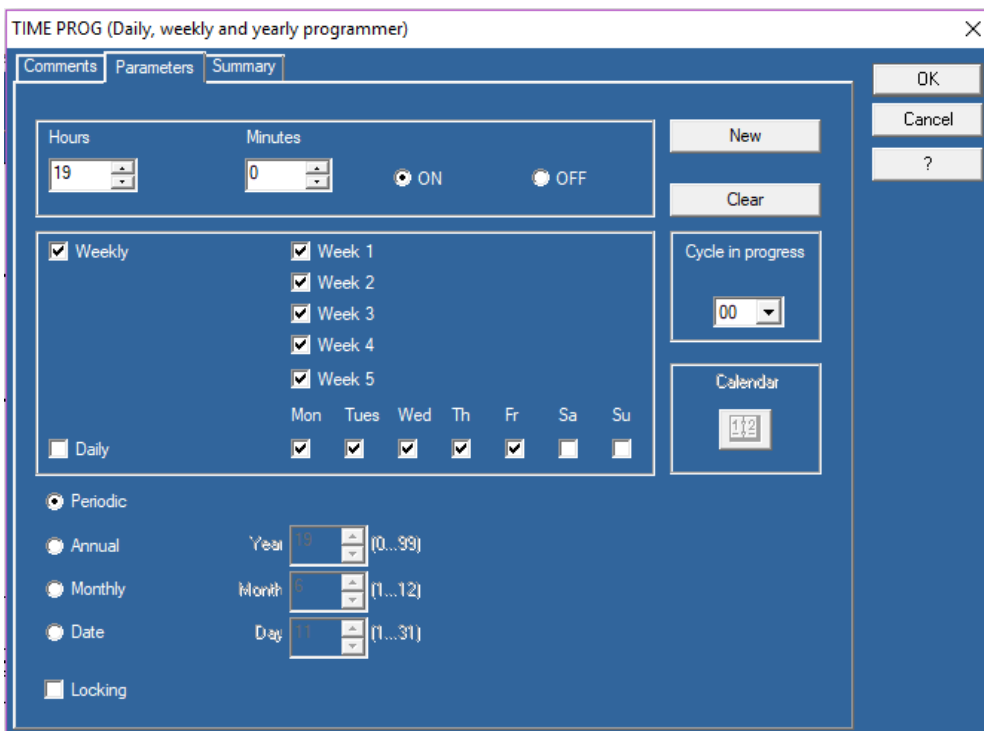 TIME PROG (Daily, weekly and yearly programmer)
Comments Parameters Summary
OK
Cancel
?
Hours Minutes
19 0 ON OFF
New
Clear
Weekly Week 1
Week 2
Week 3
Week 4
Week 5
Mon Tues Wed Th Fr Sa Su
Daily
Cycle in progress
00
Calendar
12
Periodic
Annual Year 19 (0...99)
Monthly Month 6 (1...12)
Date Day 11 (1...31)
Locking